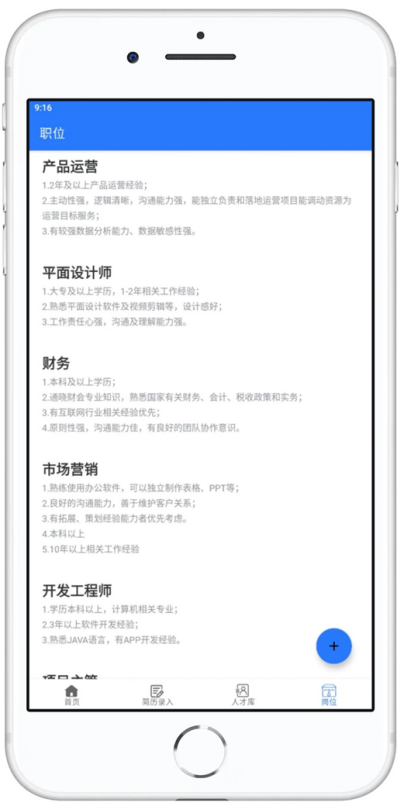 9:16
职位
产品运营
1.2年及以上产品运营经验；
2.主动性强，逻辑清晰，沟通能力强，能独立负责和落地运营项目能调动资源为
运营目标服务；
3.有较强数据分析能力、数据敏感性强。
平面设计师
1.大专及以上学历，1-2年相关工作经验；
2.熟悉平面设计软件及视频剪辑等，设计感好；
3.工作责任心强，沟通及理解能力强。
财务
1.本科及以上学历；
2.通晓财会专业知识，熟悉国家有关财务、会计、税收政策和实务；
3.有互联网行业相关经验优先；
4.原则性强，沟通能力佳，有良好的团队协作意识。
市场营销
1.熟练使用办公软件，可以独立制作表格、PPT等；
2.良好的沟通能力，善于维护客户关系；
3.有拓展、策划经验能力者优先考虑。
4.本科以上
5.10年以上相关工作经验
开发工程师
1.学历本科以上，计算机相关专业；
2.3年以上软件开发经验；
3.熟悉JAVA语言，有APP开发经验。
项目主管
首页 简历录入 人才库 岗位